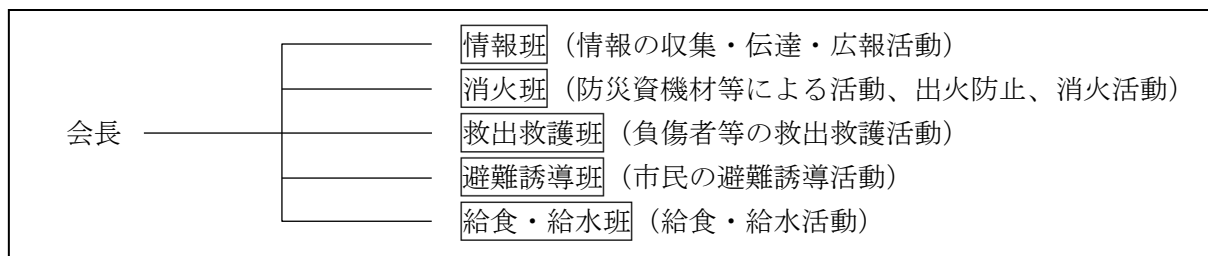 情報班（情報の収集・伝達・広報活動）
消火班（防災資機材等による活動、出火防止、消火活動）
会長 救出救護班（負傷者等の救出救護活動）
避難誘導班（市民の避難誘導活動）
給食・給水班（給食・給水活動）